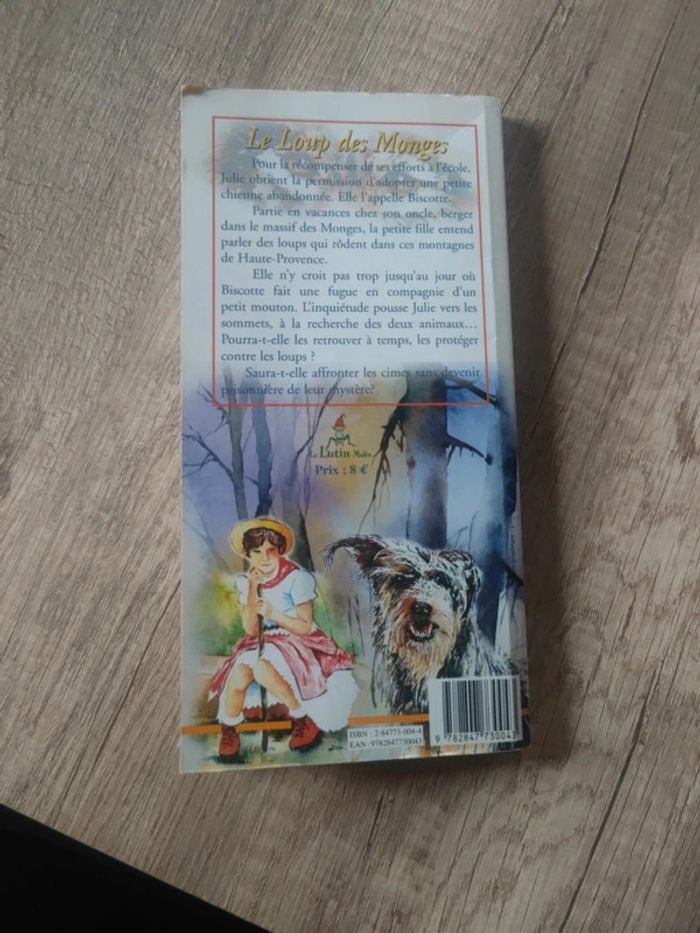 Le Loup des Monges
Pour la récompenser de ses efforts à l'école,
Julie obtient la permission d'adopter une petite
chienne abandonnée. Elle l'appelle Biscotte.
Partie en vacances chez son oncle, berger
dans le massif des Monges, la petite fille entend
parler des loups qui rôdent dans ces montagnes
de Haute-Provence.
Elle n'y croit pas trop jusqu'au jour où
Biscotte fait une fugue en compagnie d'un
petit mouton. L'inquiétude pousse Julie vers les
sommets, à la recherche des deux animaux…
Pourra-t-elle les retrouver à temps, les protéger
contre les loups ?
Saura-t-elle affronter les cimes sans devenir
prisonnière de leur mystère?
Le Lutin Malin
Prix : 8 €
ISBN : 2-84773-004-4
EAN : 9782847730043
9 782847 730043